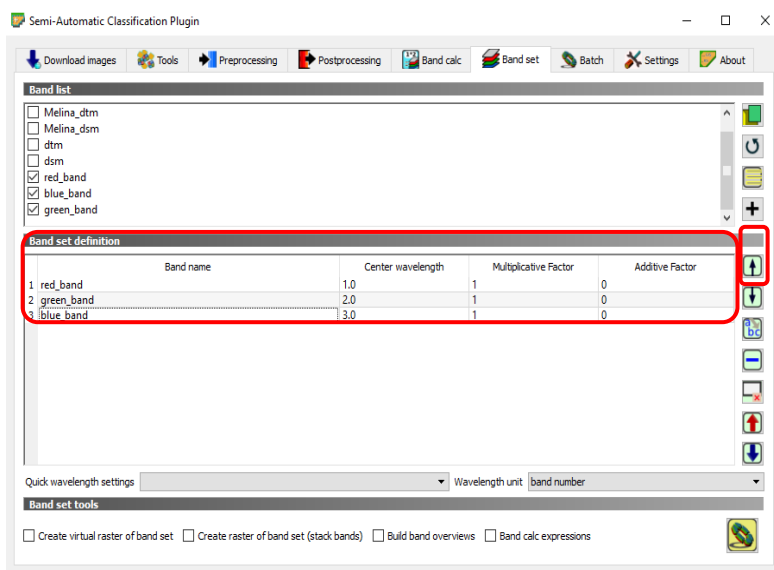 Semi-Automatic Classification Plugin
Download images Tools Preprocessing Postprocessing Band calc Band set Batch Settings About
Band list
Melina_dtm
Melina_dsm
dtm
dsm
red_band
blue_band
green_band
Band set definition
Band name Center wavelength Multiplicative Factor Additive Factor
1 red_band 1.0 1 0
2 green_band 2.0 1 0
3 blue_band 3.0 1 0
Quick wavelength settings Wavelength unit band number
Band set tools
Create virtual raster of band set Create raster of band set (stack bands) Build band overviews Band calc expressions